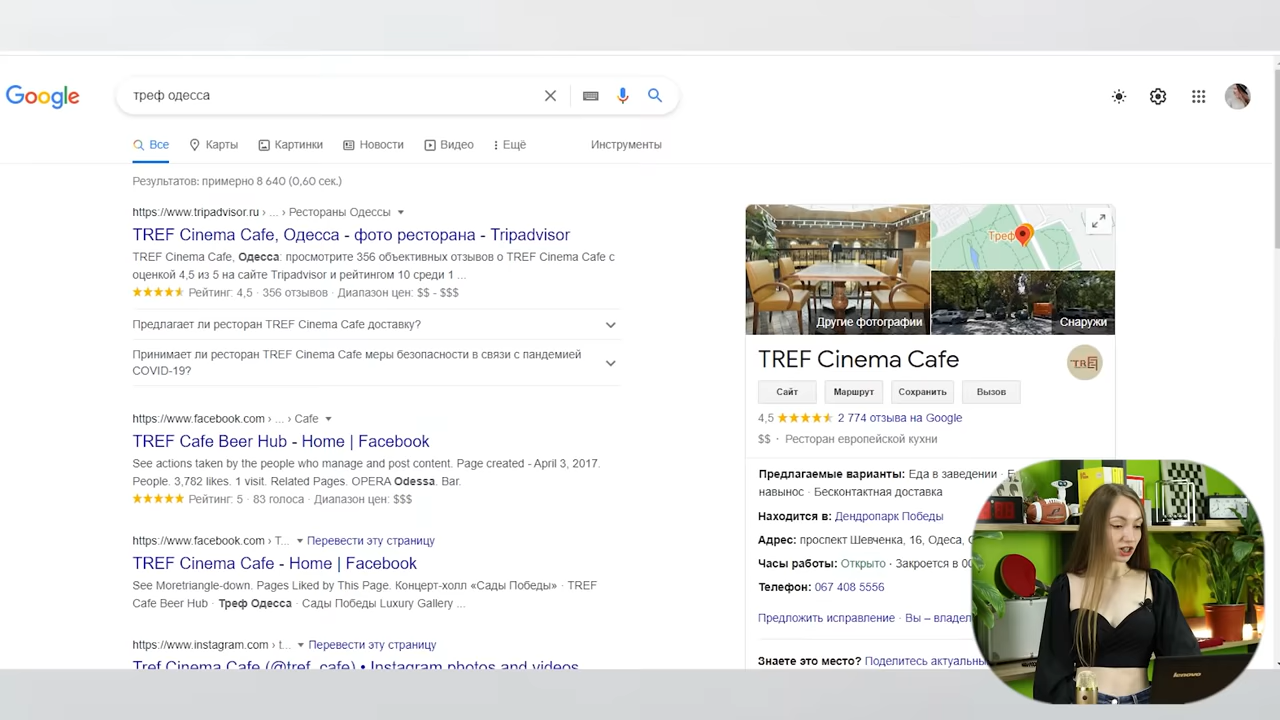 Google
треф одесса
Все
Карты
Картинки
Новости
Видео
Ещё
Инструменты
Результатов: примерно 8 640 (0,60 сек.)
https://www.tripadvisor.ru › ... › Рестораны Одессы
TREF Cinema Cafe, Одесса - фото ресторана - Tripadvisor
TREF Cinema Cafe, Одесса: просмотрите 356 объективных отзывов о TREF Cinema Cafe с
оценкой 4,5 из 5 на сайте Tripadvisor и рейтингом 10 среди 1 ...
Рейтинг: 4,5 · 356 отзывов · Диапазон цен: $$ - $$$
Предлагает ли ресторан TREF Cinema Cafe доставку?
Принимает ли ресторан TREF Cinema Cafe меры безопасности в связи с пандемией
COVID-19?
https://www.facebook.com › ... › Cafe
TREF Cafe Beer Hub - Home | Facebook
See actions taken by the people who manage and post content. Page created - April 3, 2017.
People. 3,782 likes. 1 visit. Related Pages. OPERA Odessa. Bar.
Рейтинг: 5 · 83 голоса · Диапазон цен: $$$
https://www.facebook.com › T... Перевести эту страницу
TREF Cinema Cafe - Home | Facebook
See Moretriangle-down. Pages Liked by This Page. Концерт-холл «Сады Победы» · TREF
Cafe Beer Hub · Треф Одесса · Сады Победы Luxury Gallery ...
https://www.instagram.com › t... Перевести эту страницу
Tref Cinema Cafe (@tref_cafe) • Instagram photos and videos
Треф
Другие фотографии
Снаружи
TREF Cinema Cafe
TREF
Сайт
Маршрут
Сохранить
Вызов
4,5 2 774 отзыва на Google
$$ · Ресторан европейской кухни
Предлагаемые варианты: Еда в заведении ·
навынос · Бесконтактная доставка
Находится в: Дендропарк Победы
Адрес: проспект Шевченка, 16, Одеса,
Часы работы: Открыто · Закроется в 00
Телефон: 067 408 5556
Предложить исправление · Вы – владел
Знаете это место? Поделитесь актуальны
lenovo